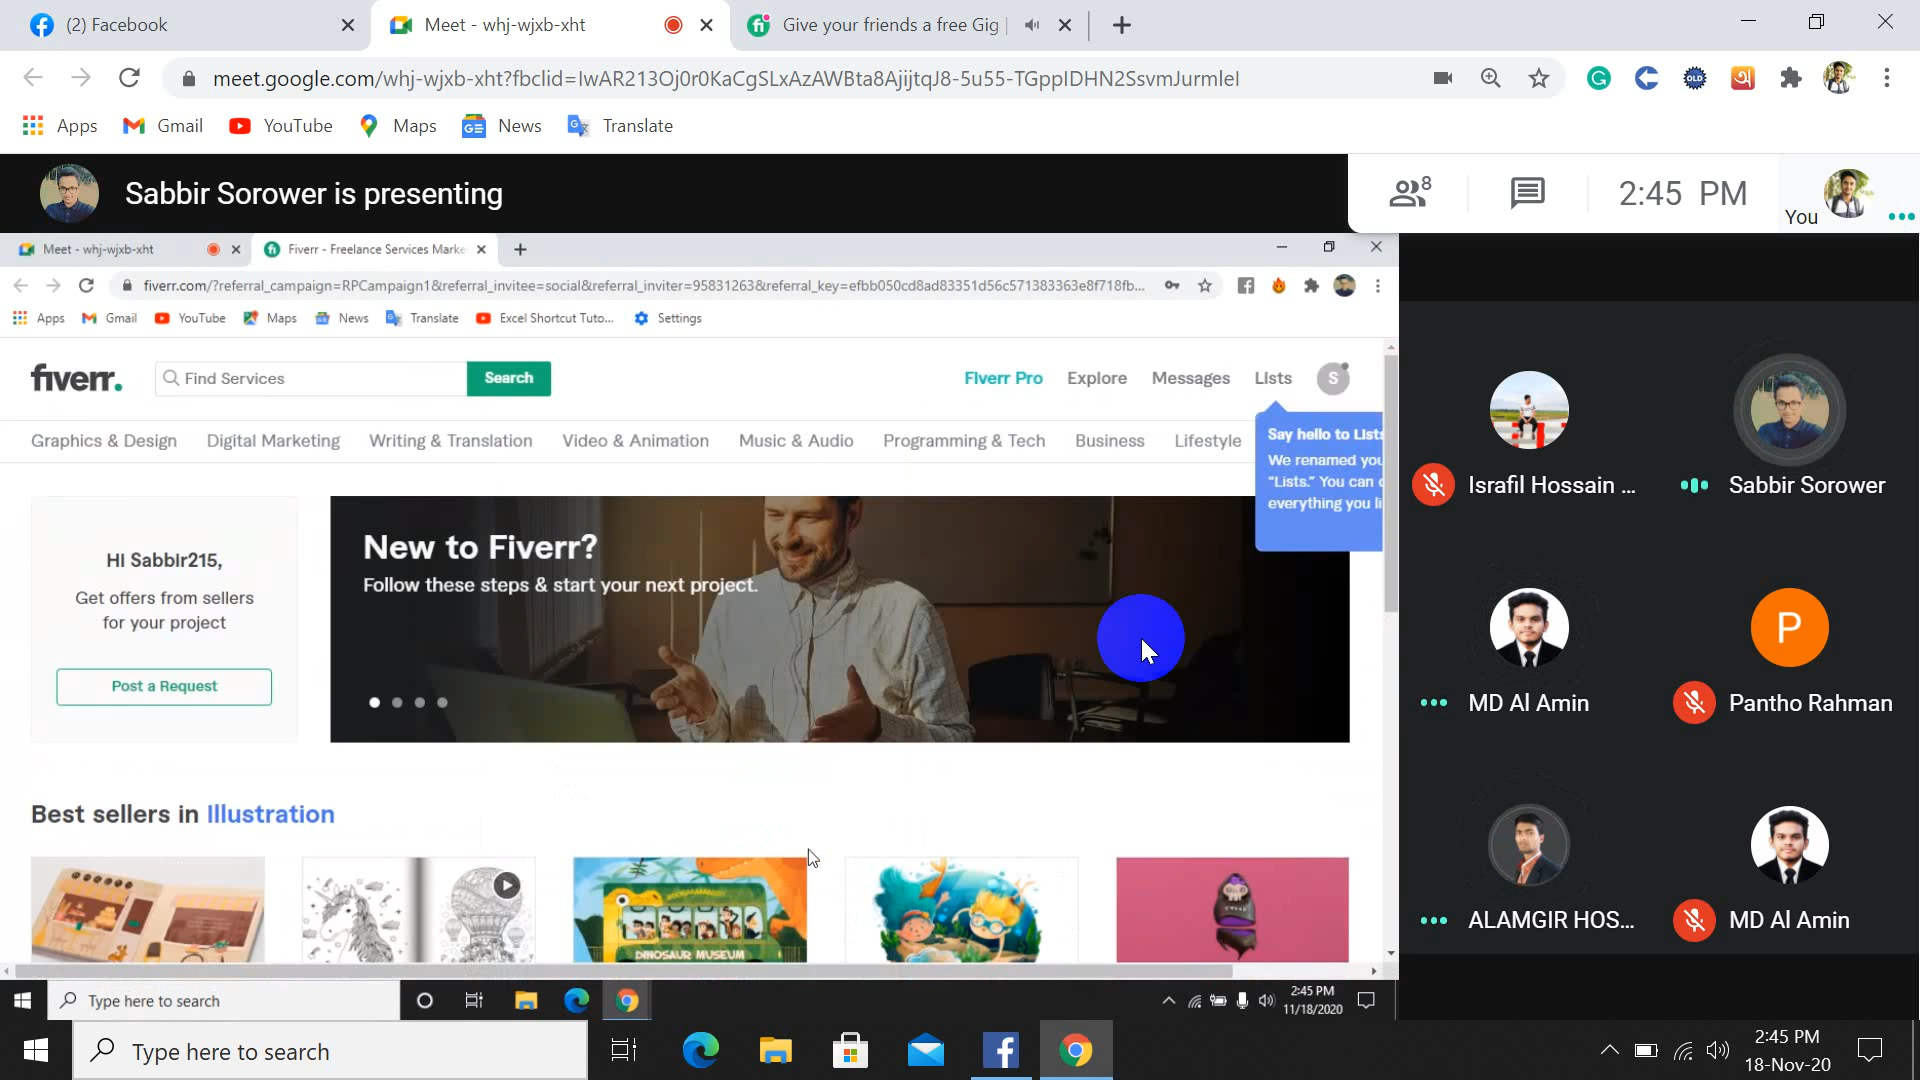 (2) Facebook
Meet - whj-wjxb-xht
Give your friends a free Gig
meet.google.com/whj-wjxb-xht?fbclid=IwAR213Oj0r0KaCgSLxAzAWBta8AjijtqJ8-5u55-TGppIDHN2SsvmJurmleI
OLD
Apps
Gmail
YouTube
Maps
News
Translate
Sabbir Sorower is presenting
8
2:45 PM
You
Meet - whj-wjxb-xht
Fiverr - Freelance Services Marke
fiverr.com/?referral_campaign=RPCampaign1&referral_invitee=social&referral_inviter=95831263&referral_key=efbb050cd8ad83351d56c571383363e8f718fb...
Apps
Gmail
YouTube
Maps
News
Translate
Excel Shortcut Tuto...
Settings
fiverr.
Find Services
Search
Fiverr Pro
Explore
Messages
Lists
S
Graphics & Design
Digital Marketing
Writing & Translation
Video & Animation
Music & Audio
Programming & Tech
Business
Lifestyle
Say hello to Lists
We renamed you
"Lists." You can
everything you li
Hi Sabbir215,
Get offers from sellers
for your project
Post a Request
New to Fiverr?
Follow these steps & start your next project.
Best sellers in Illustration
DINOSAUR MUSEUM
Israfil Hossain ...
Sabbir Sorower
MD Al Amin
P
Pantho Rahman
ALAMGIR HOS...
MD Al Amin
Type here to search
2:45 PM
11/18/2020
Type here to search
2:45 PM
18-Nov-20